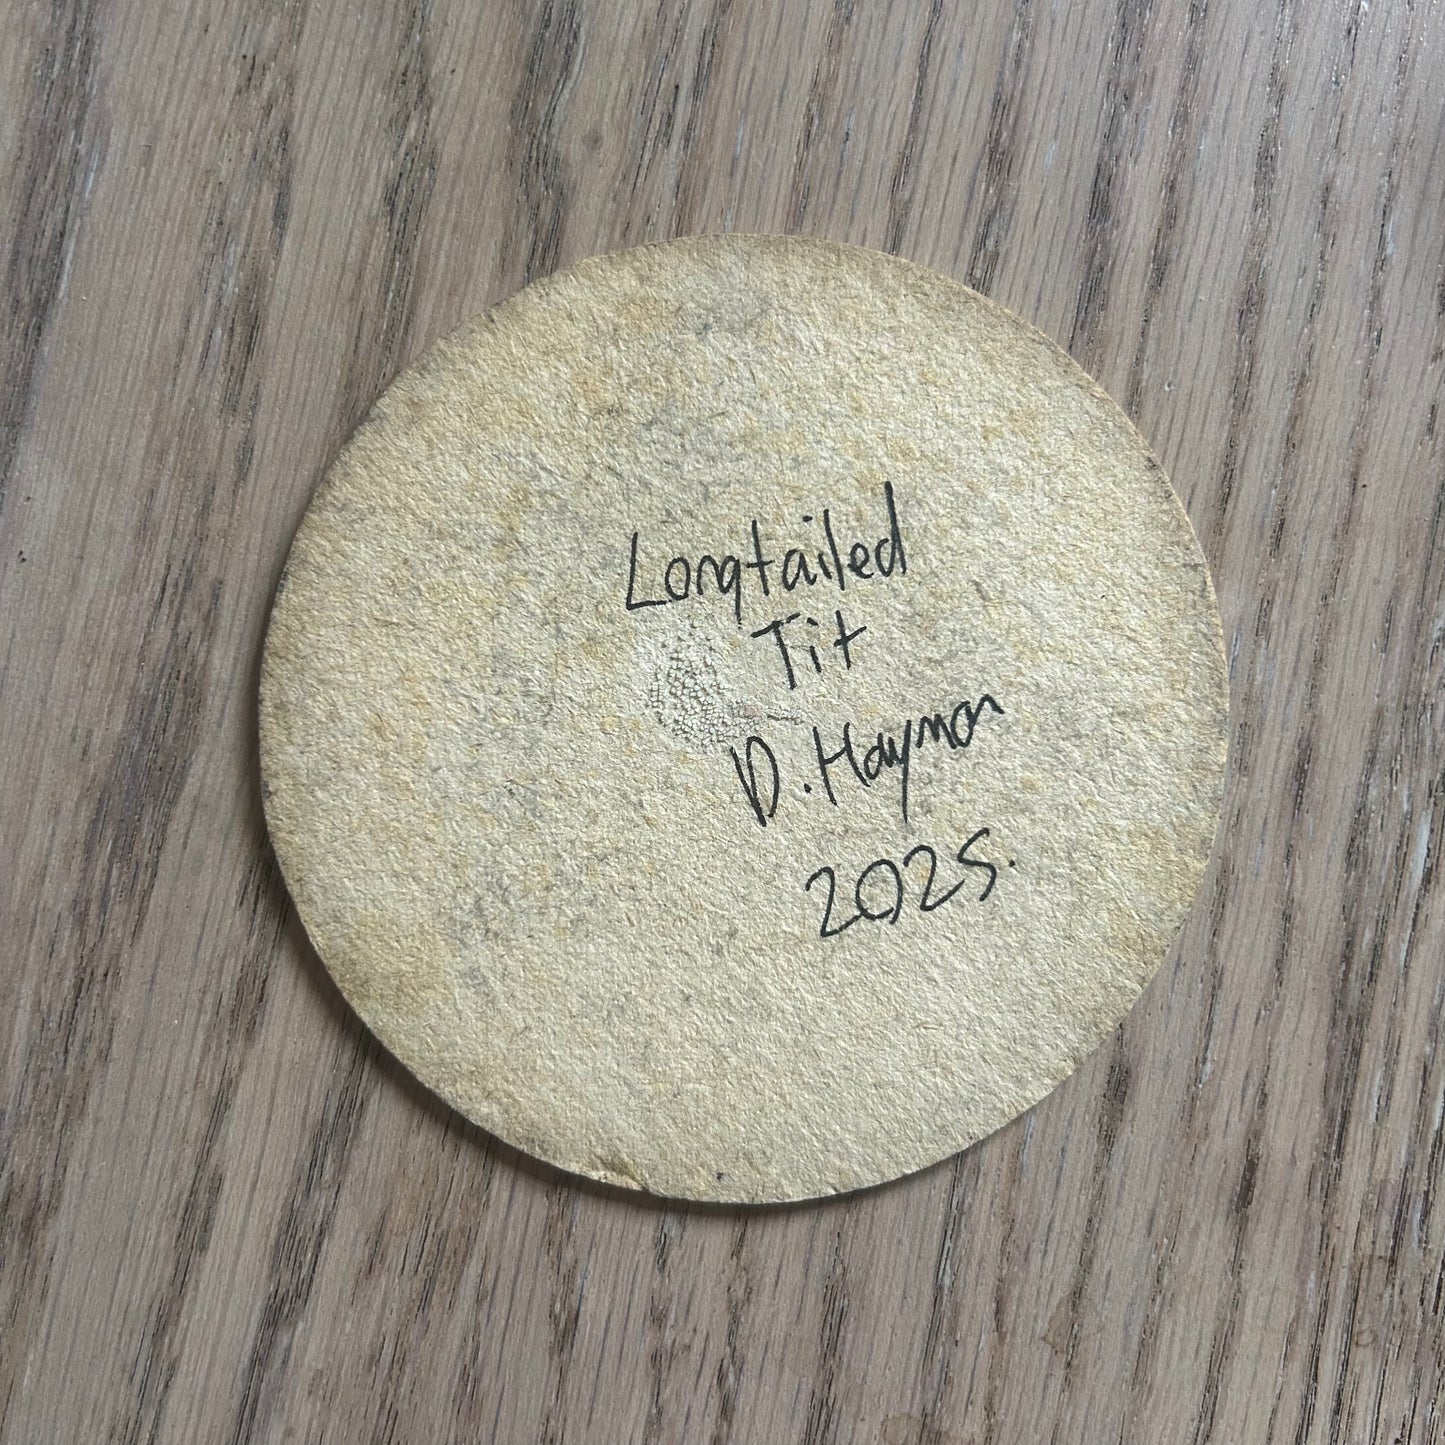 Longtailed
Tit
D. Hayman
2025.